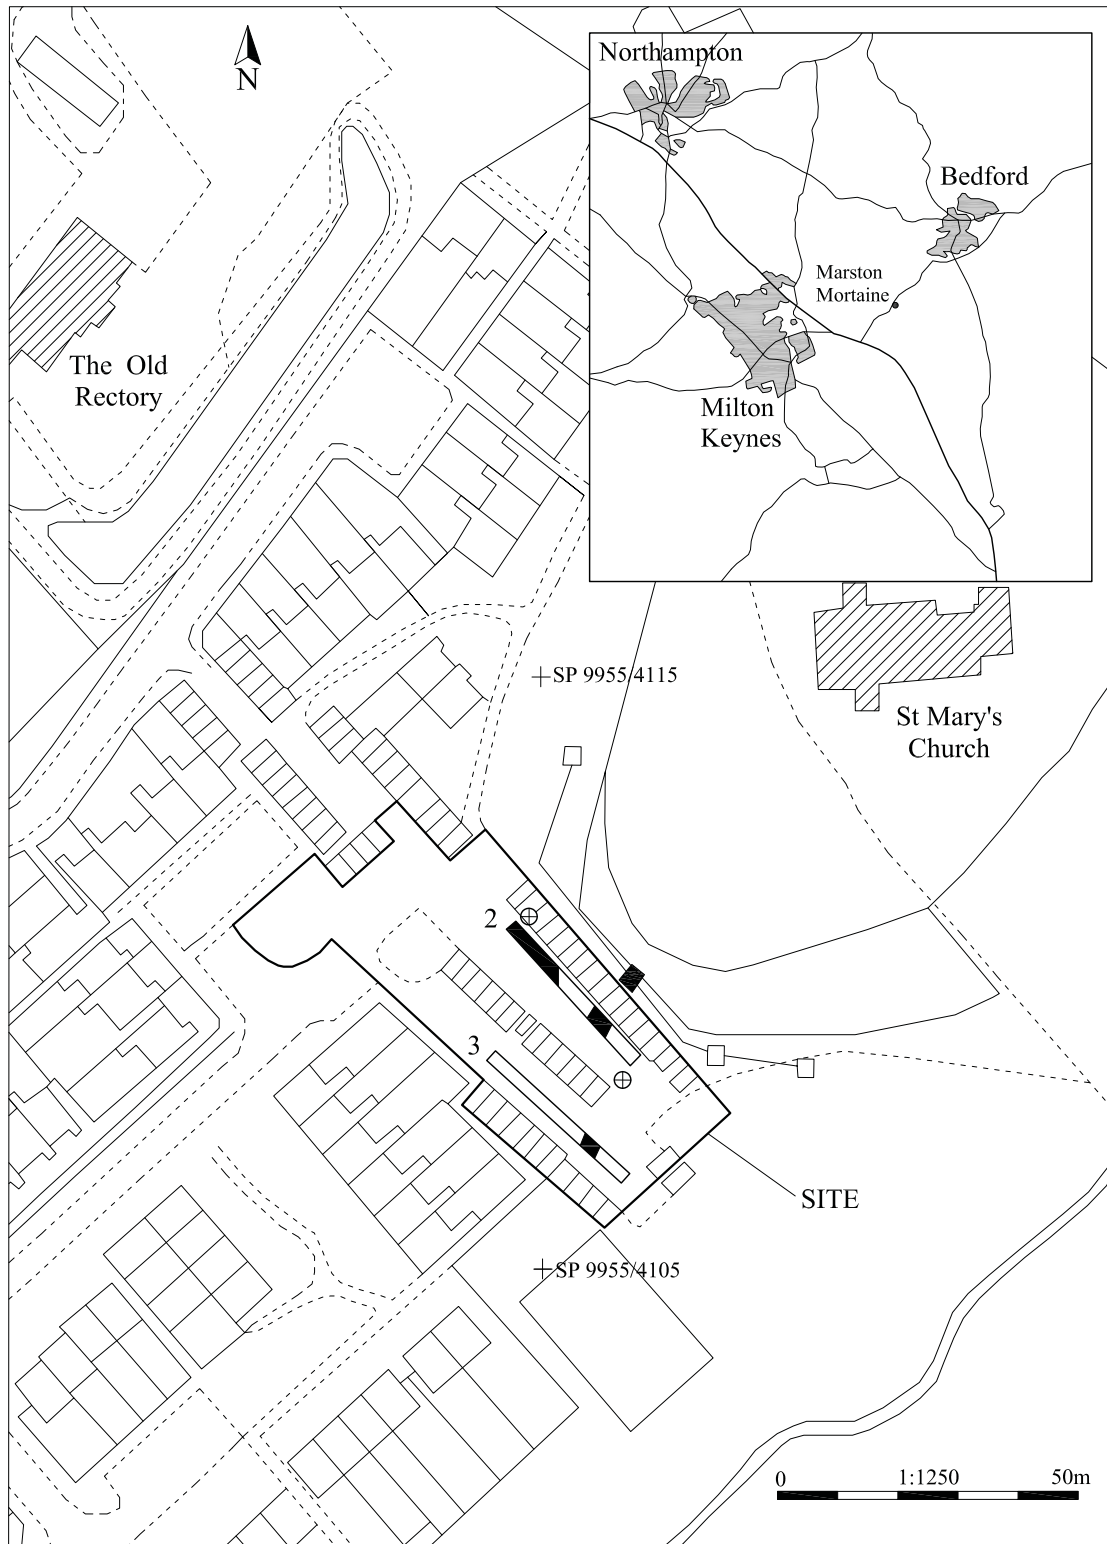 N
Northampton
Bedford
Marston
Mortaine
Milton
Keynes
The Old
Rectory
SP 9955/4115
St Mary's
Church
2
3
SITE
SP 9955/4105
0 1:1250 50m